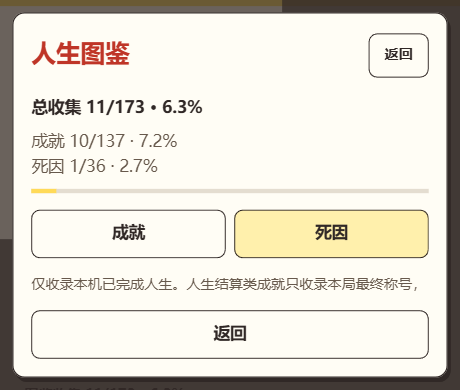 人生图鉴
返回
总收集 11/173 • 6.3%
成就 10/137 · 7.2%
死因 1/36 · 2.7%
成就
死因
仅收录本机已完成人生。人生结算类成就只收录本局最终称号，
返回